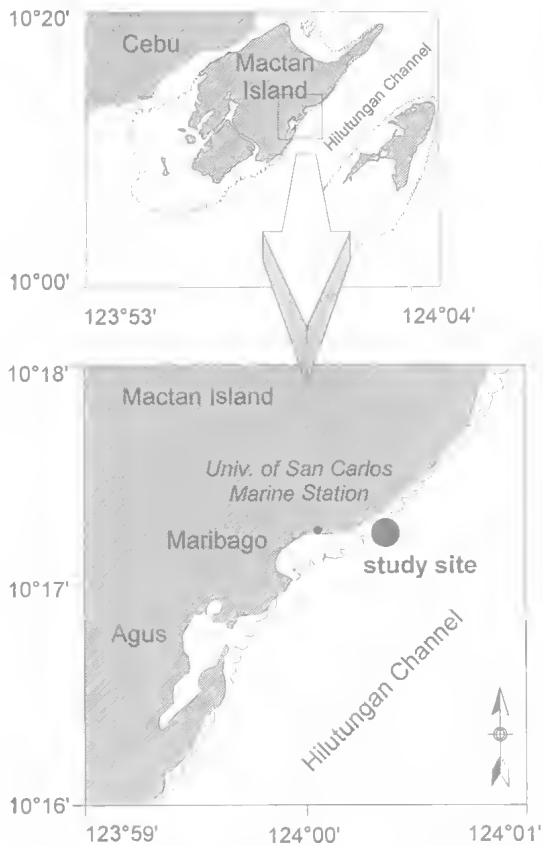 10°20'
Cebu
Mactan
Island
Hilutungan Channel
10°00'
123°53'
124°04'
10°18'
Mactan Island
Univ. of San Carlos
Marine Station
Maribago
study site
10°17'
Agus
Hilutungan Channel
10°16'
123°59'
124°00'
124°01'